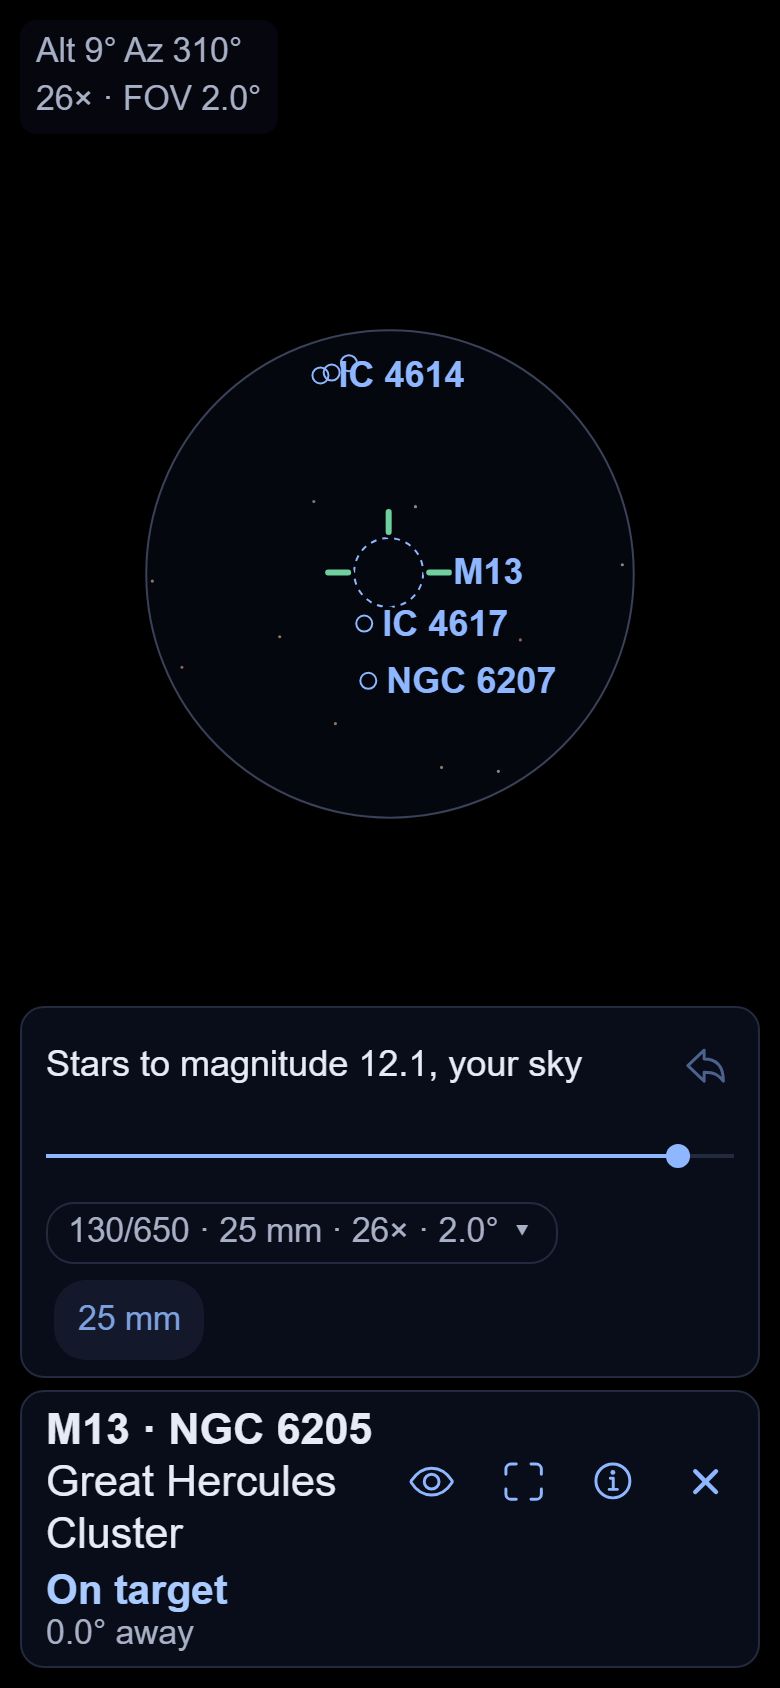 Alt 9° Az 310°
26× · FOV 2.0°
IC 4614
M13
IC 4617
NGC 6207
Stars to magnitude 12.1, your sky
130/650 · 25 mm · 26× · 2.0° ▼
25 mm
M13 · NGC 6205
Great Hercules
Cluster
On target
0.0° away